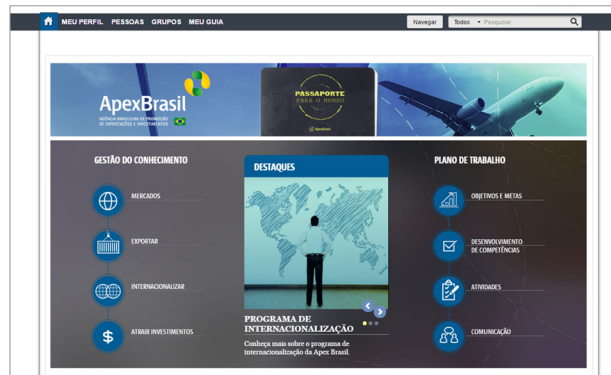 MEU PERFIL PESSOAS GRUPOS MEU GUIA Navegar Todos Pesquisar
ApexBrasil
AGÊNCIA BRASILEIRA DE PROMOÇÃO
DE EXPORTAÇÕES E INVESTIMENTOS
PASSAPORTE
PARA O MUNDO
ApexBrasil
GESTÃO DO CONHECIMENTO
MERCADOS
EXPORTAR
INTERNACIONALIZAR
ATRAIR INVESTIMENTOS
DESTAQUES
PROGRAMA DE
INTERNACIONALIZAÇÃO
Conheça mais sobre o programa de
internacionalização da Apex Brasil.
PLANO DE TRABALHO
OBJETIVOS E METAS
DESENVOLVIMENTO
DE COMPETÊNCIAS
ATIVIDADES
COMUNICAÇÃO